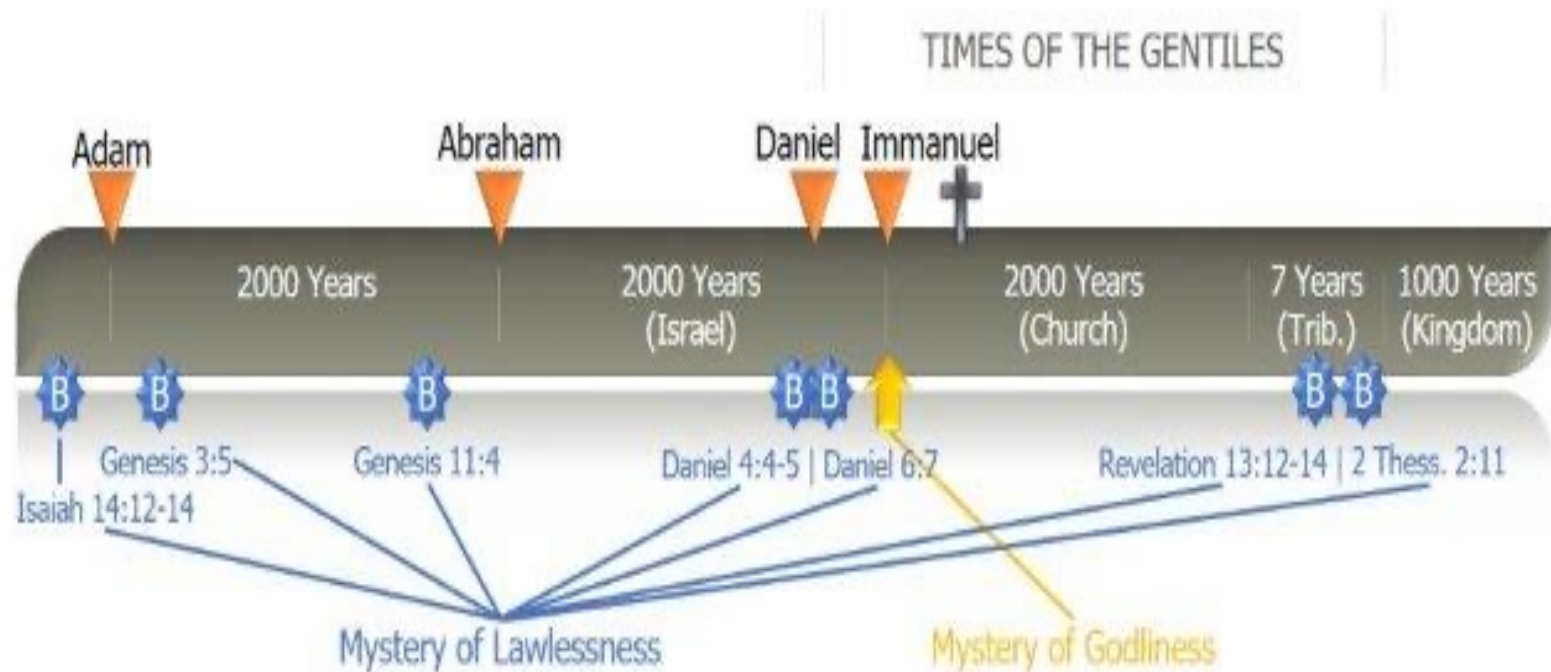 TIMES OF THE GENTILES
Adam
Abraham
Daniel
Immanuel
2000 Years
2000 Years
(Israel)
2000 Years
(Church)
7 Years
(Trib.)
1000 Years
(Kingdom)
B
B
B
B
B
B
B
Genesis 3:5
Genesis 11:4
Daniel 4:4-5 | Daniel 6:7
Revelation 13:12-14 | 2 Thess. 2:11
Isaiah 14:12-14
Mystery of Lawlessness
Mystery of Godliness